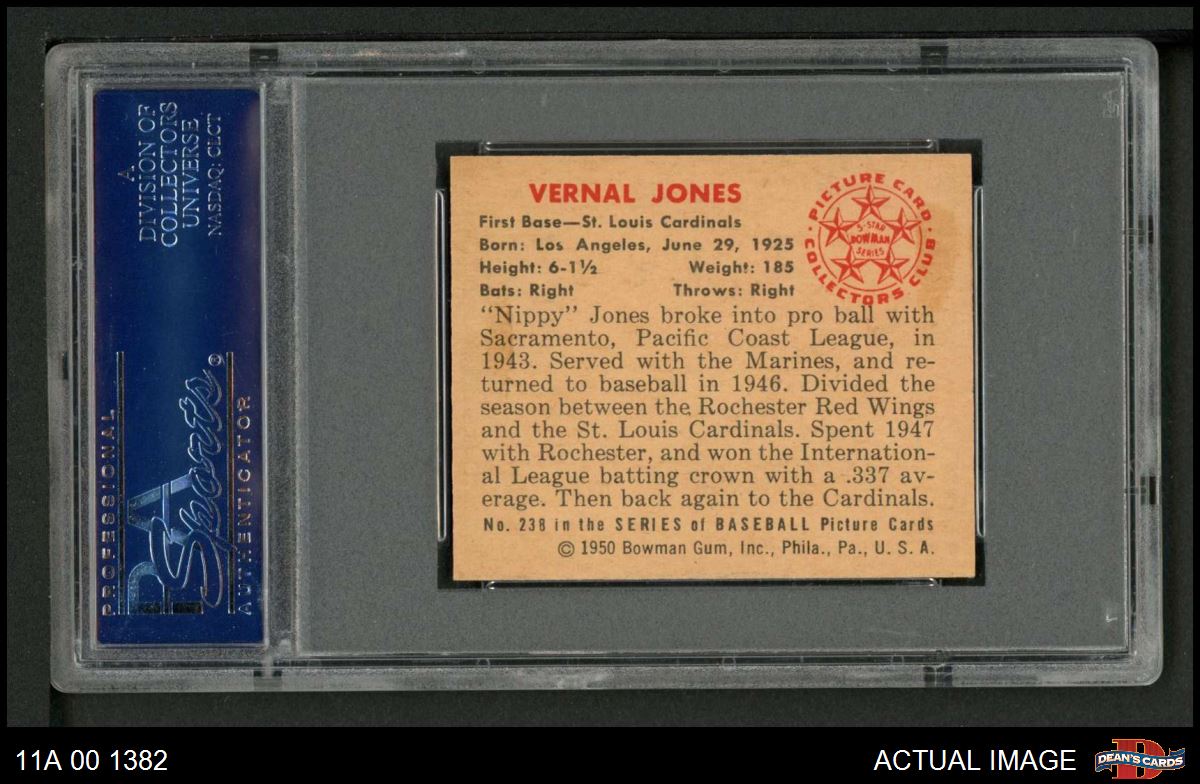 A
DIVISION OF
COLLECTORS
UNIVERSE
NASDAQ: CLCT
PROFESSIONAL
PSA
Sports®
AUTHENTICATOR
VERNAL JONES
First Base—St. Louis Cardinals
Born: Los Angeles, June 29, 1925
Height: 6-1½ Weight: 185
Bats: Right Throws: Right
PICTURE CARD
5-STAR
BOWMAN
SERIES
COLLECTORS CLUB
"Nippy" Jones broke into pro ball with
Sacramento, Pacific Coast League, in
1943. Served with the Marines, and re-
turned to baseball in 1946. Divided the
season between the Rochester Red Wings
and the St. Louis Cardinals. Spent 1947
with Rochester, and won the Internation-
al League batting crown with a .337 av-
erage. Then back again to the Cardinals.
No. 238 in the SERIES of BASEBALL Picture Cards
© 1950 Bowman Gum, Inc., Phila., Pa., U. S. A.
11A 00 1382
ACTUAL IMAGE
D
DEAN'S CARDS